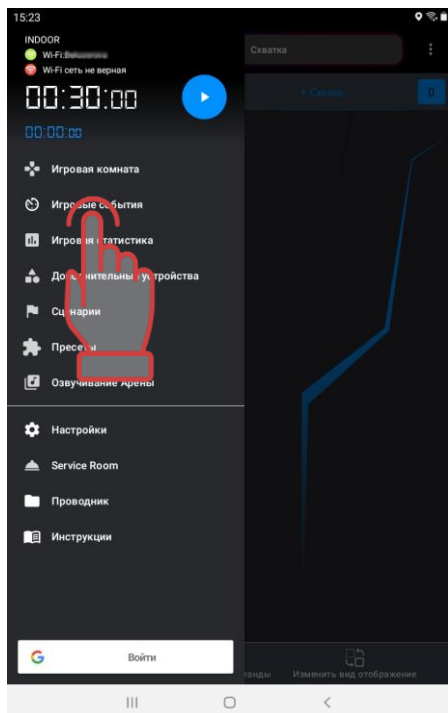 15:23
INDOOR
Wi-Fi:
Wi-Fi сеть не верная
Схватка
00:30:00
+ Синие
0
00:00:00
Игровая комната
Игровые события
Игровая статистика
Дополнительные устройства
Сценарии
Пресеты
Озвучивание Арены
Настройки
Service Room
Проводник
Инструкции
Войти
Изменить вид отображение